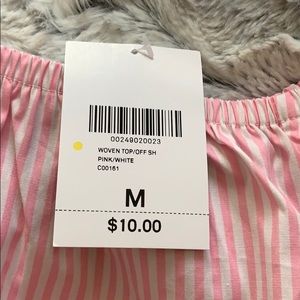 00249020023
WOVEN TOP/OFF SH
PINK/WHITE
C00161
M
$10.00